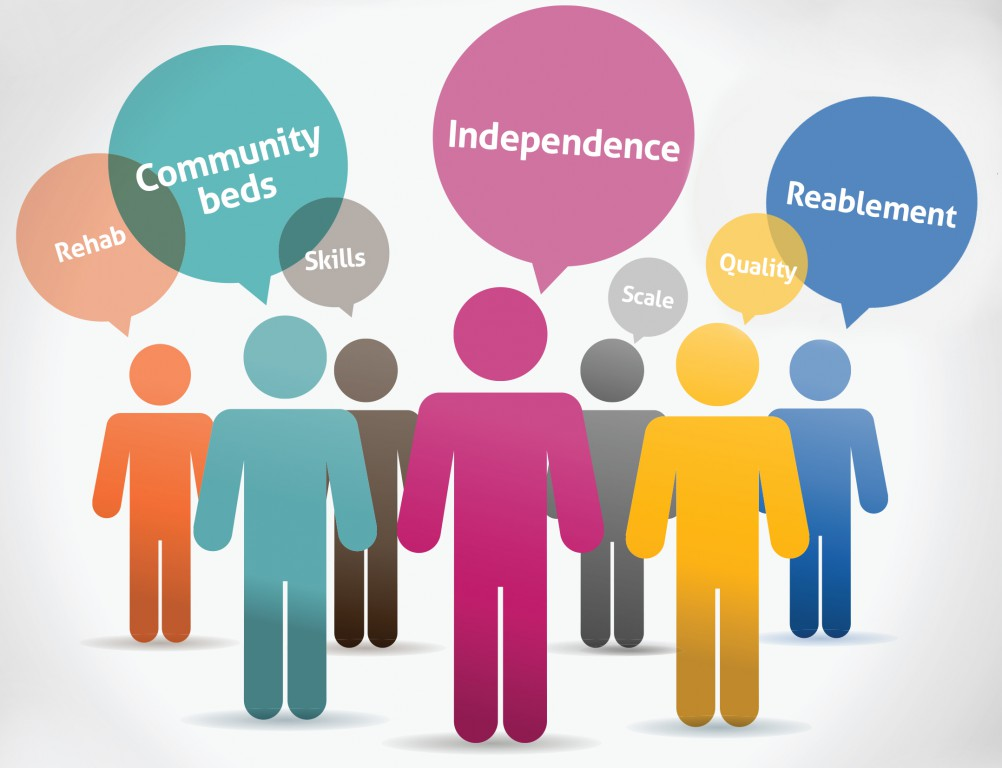 Rehab
Community
beds
Skills
Independence
Scale
Quality
Reablement